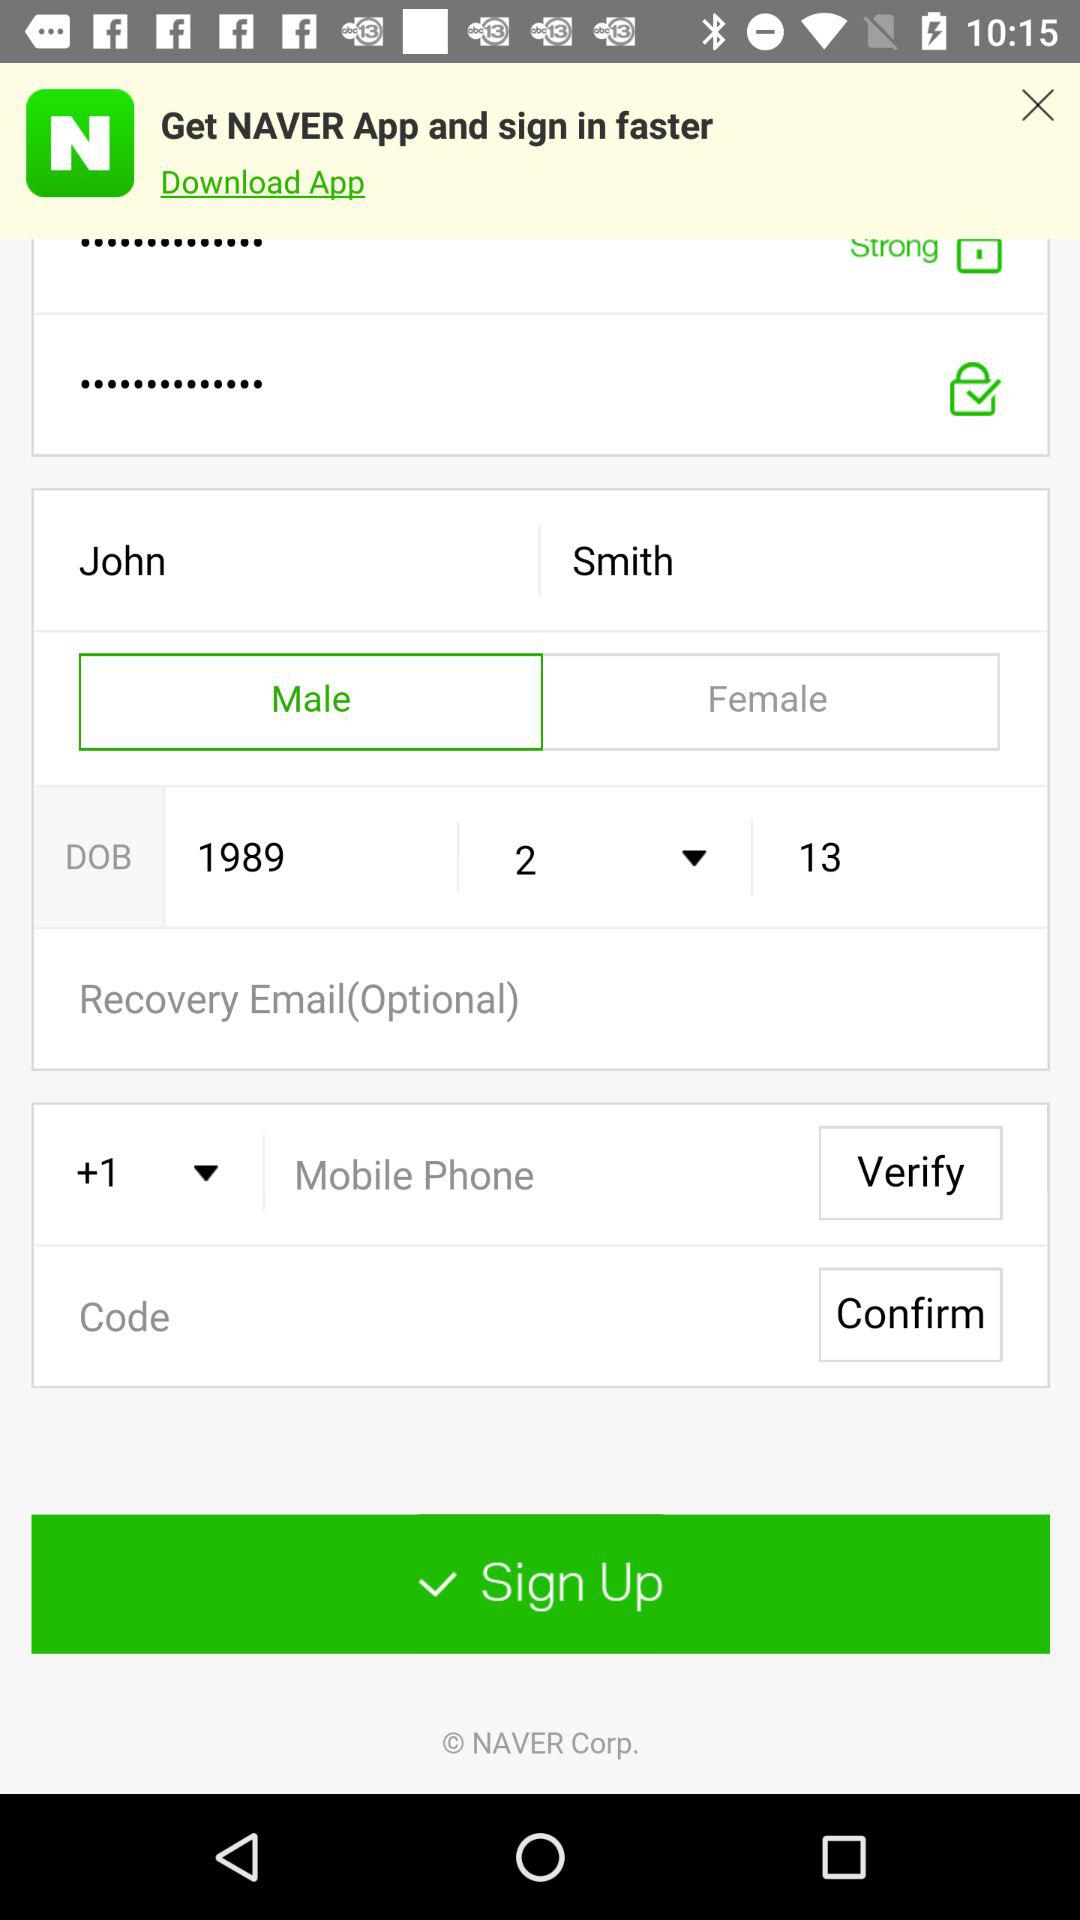 10:15
N
Get NAVER App and sign in faster
Download App
•••••••••••••• Strong
••••••••••••••
John Smith
Male Female
DOB 1989 2 13
Recovery Email(Optional)
+1 Mobile Phone Verify
Code Confirm
Sign Up
© NAVER Corp.